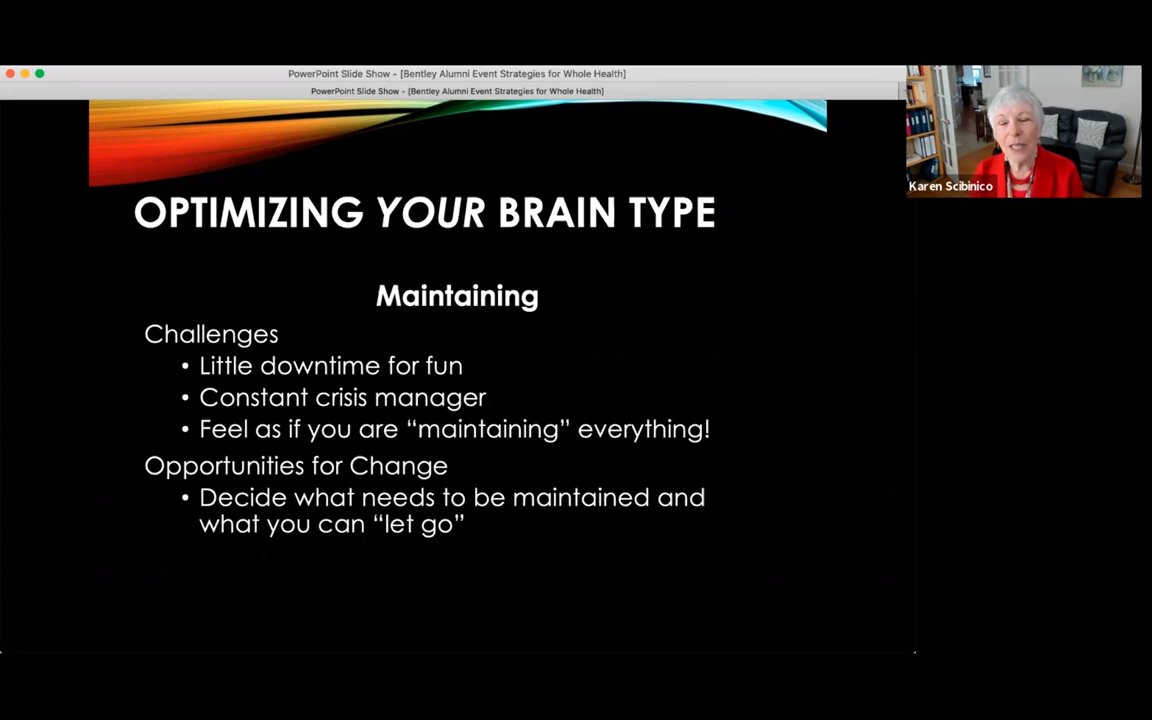 PowerPoint Slide Show - [Bentley Alumni Event Strategies for Whole Health]
PowerPoint Slide Show - [Bentley Alumni Event Strategies for Whole Health]
Karen Scibinico
OPTIMIZING YOUR BRAIN TYPE
Maintaining
Challenges
• Little downtime for fun
• Constant crisis manager
• Feel as if you are “maintaining” everything!
Opportunities for Change
• Decide what needs to be maintained and
what you can “let go”